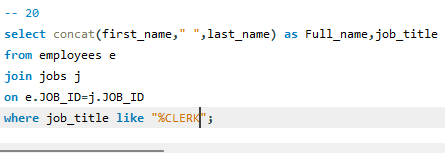 -- 20
select concat(first_name," ",last_name) as Full_name,job_title
from employees e
join jobs j
on e.JOB_ID=j.JOB_ID
where job_title like "%CLERK";